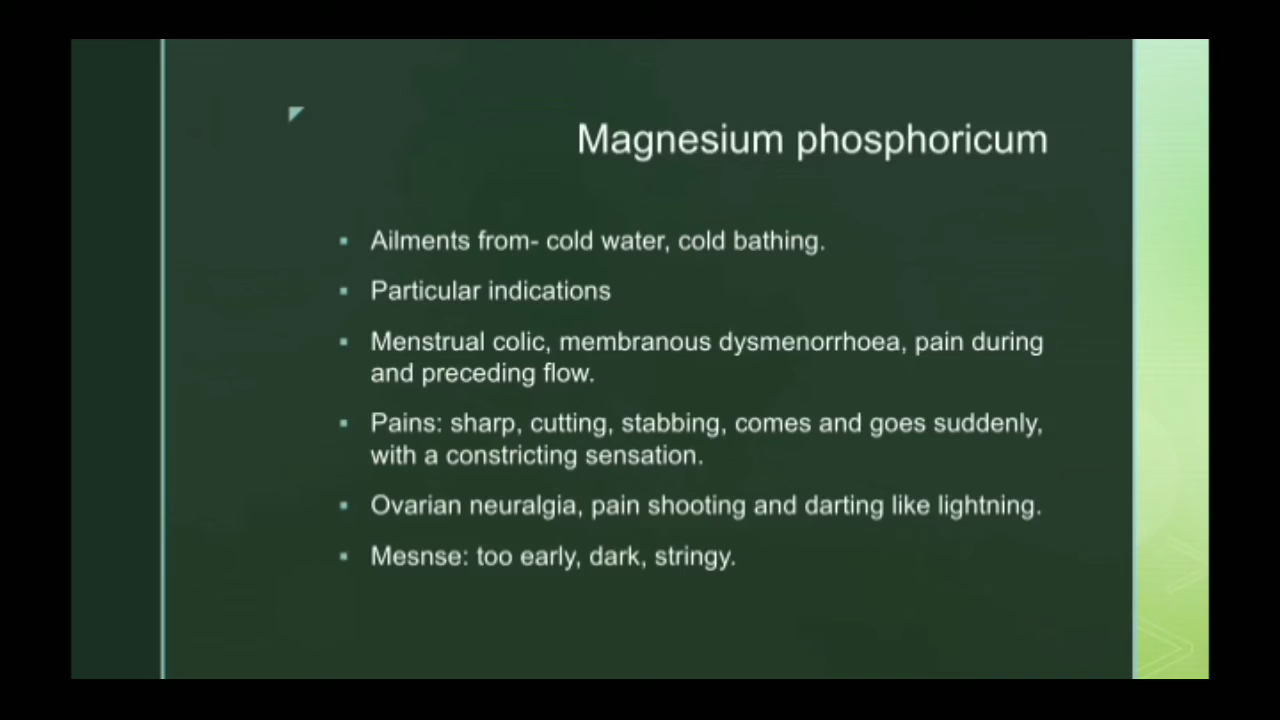 Magnesium phosphoricum
Ailments from- cold water, cold bathing.
Particular indications
Menstrual colic, membranous dysmenorrhoea, pain during
and preceding flow.
Pains: sharp, cutting, stabbing, comes and goes suddenly,
with a constricting sensation.
Ovarian neuralgia, pain shooting and darting like lightning.
Mesnse: too early, dark, stringy.